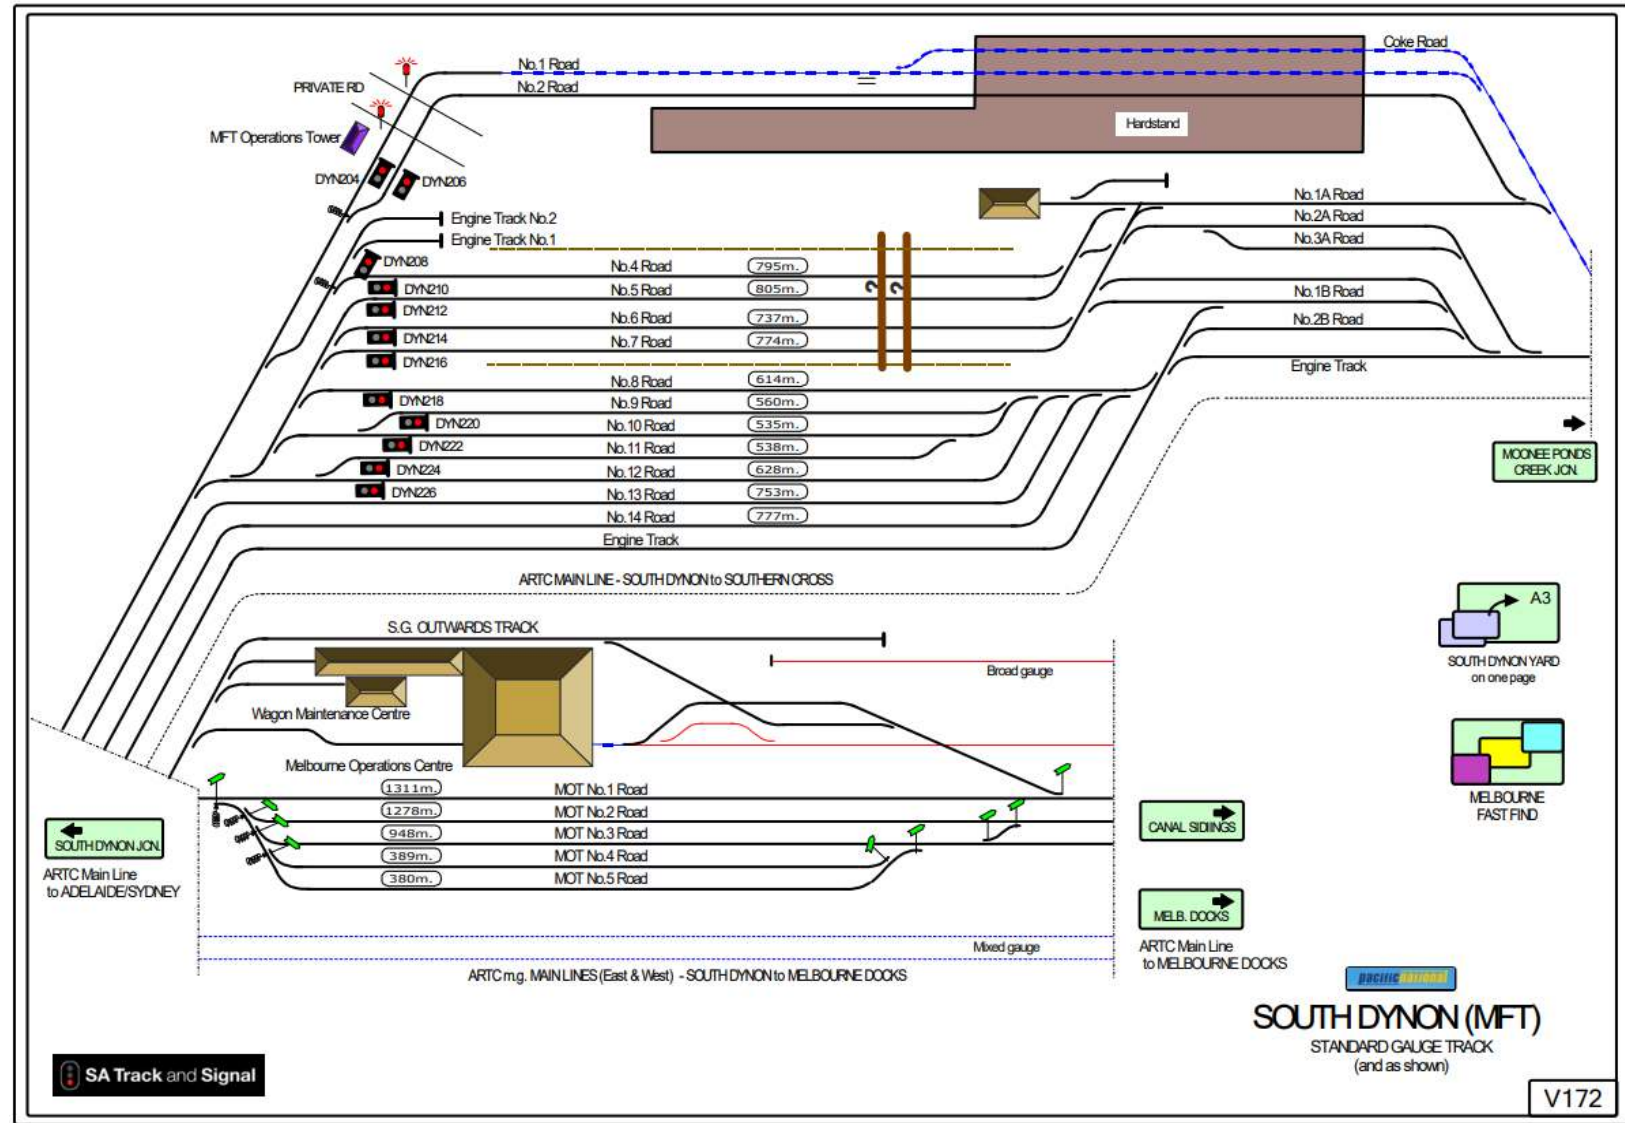 Coke Road
No.1 Road
No.2 Road
PRIVATE RD
MFT Operations Tower
Hardstand
DYN204
DYN206
No.1A Road
No.2A Road
No.3A Road
Engine Track No.2
Engine Track No.1
DYN208
No.4 Road 795m.
DYN210
No.5 Road 805m.
No.1B Road
DYN212
No.6 Road 737m.
No.2B Road
DYN214
No.7 Road 774m.
DYN216
Engine Track
No.8 Road 614m.
DYN218
No.9 Road 560m.
DYN220
No.10 Road 535m.
DYN222
No.11 Road 538m.
MOONEE PONDS
CREEK JCN.
DYN224
No.12 Road 628m.
DYN226
No.13 Road 753m.
No.14 Road 777m.
Engine Track
ARTC MAIN LINE - SOUTH DYNON to SOUTHERN CROSS
A3
SOUTH DYNON YARD
on one page
S.G. OUTWARDS TRACK
Broad gauge
Wagon Maintenance Centre
Melbourne Operations Centre
MELBOURNE
FAST FIND
1311m. MOT No.1 Road
1278m. MOT No.2 Road
948m. MOT No.3 Road
389m. MOT No.4 Road
380m. MOT No.5 Road
CANAL SIDIINGS
SOUTH DYNON JCN.
ARTC Main Line
to ADELAIDE/SYDNEY
MELB. DOCKS
ARTC Main Line
to MELBOURNE DOCKS
Mixed gauge
ARTC m.g. MAIN LINES (East & West) - SOUTH DYNON to MELBOURNE DOCKS
pacific national
SOUTH DYNON (MFT)
STANDARD GAUGE TRACK
(and as shown)
SA Track and Signal
V172